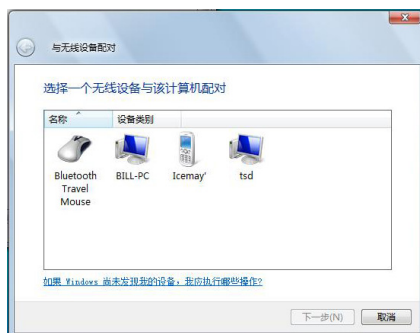 与无线设备配对
选择一个无线设备与该计算机配对
名称 设备类别
Bluetooth
Travel
Mouse
BILL-PC
Icemay'
tsd
如果 Windows 尚未发现我的设备，我应执行哪些操作?
下一步(N) 取消